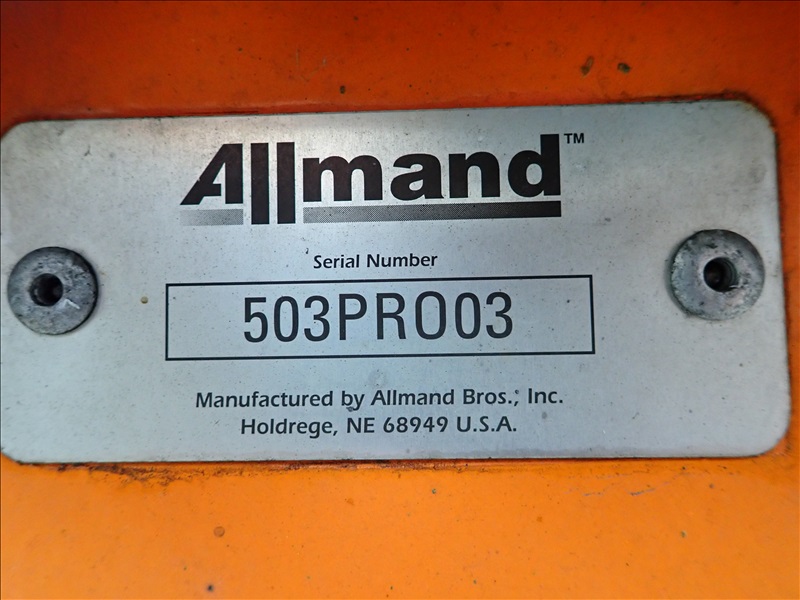 Allmand™
Serial Number
503PRO03
Manufactured by Allmand Bros., Inc.
Holdrege, NE 68949 U.S.A.